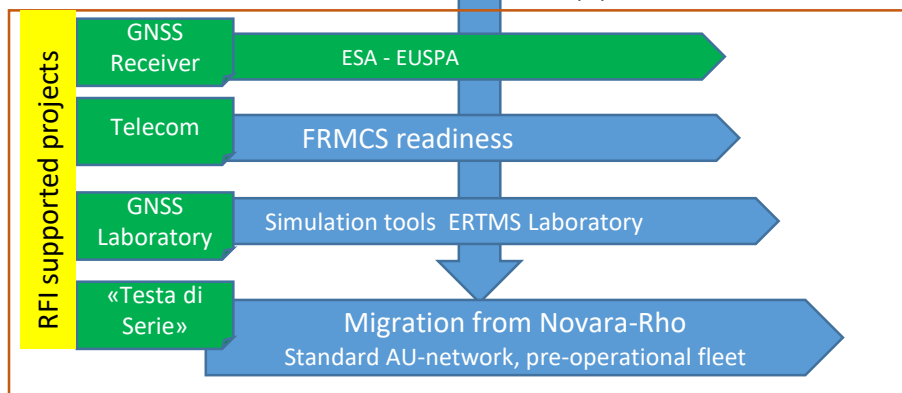 RFI supported projects
GNSS
Receiver
ESA - EUSPA
Telecom
FRMCS readiness
GNSS
Laboratory
Simulation tools ERTMS Laboratory
«Testa di
Serie»
Migration from Novara-Rho
Standard AU-network, pre-operational fleet